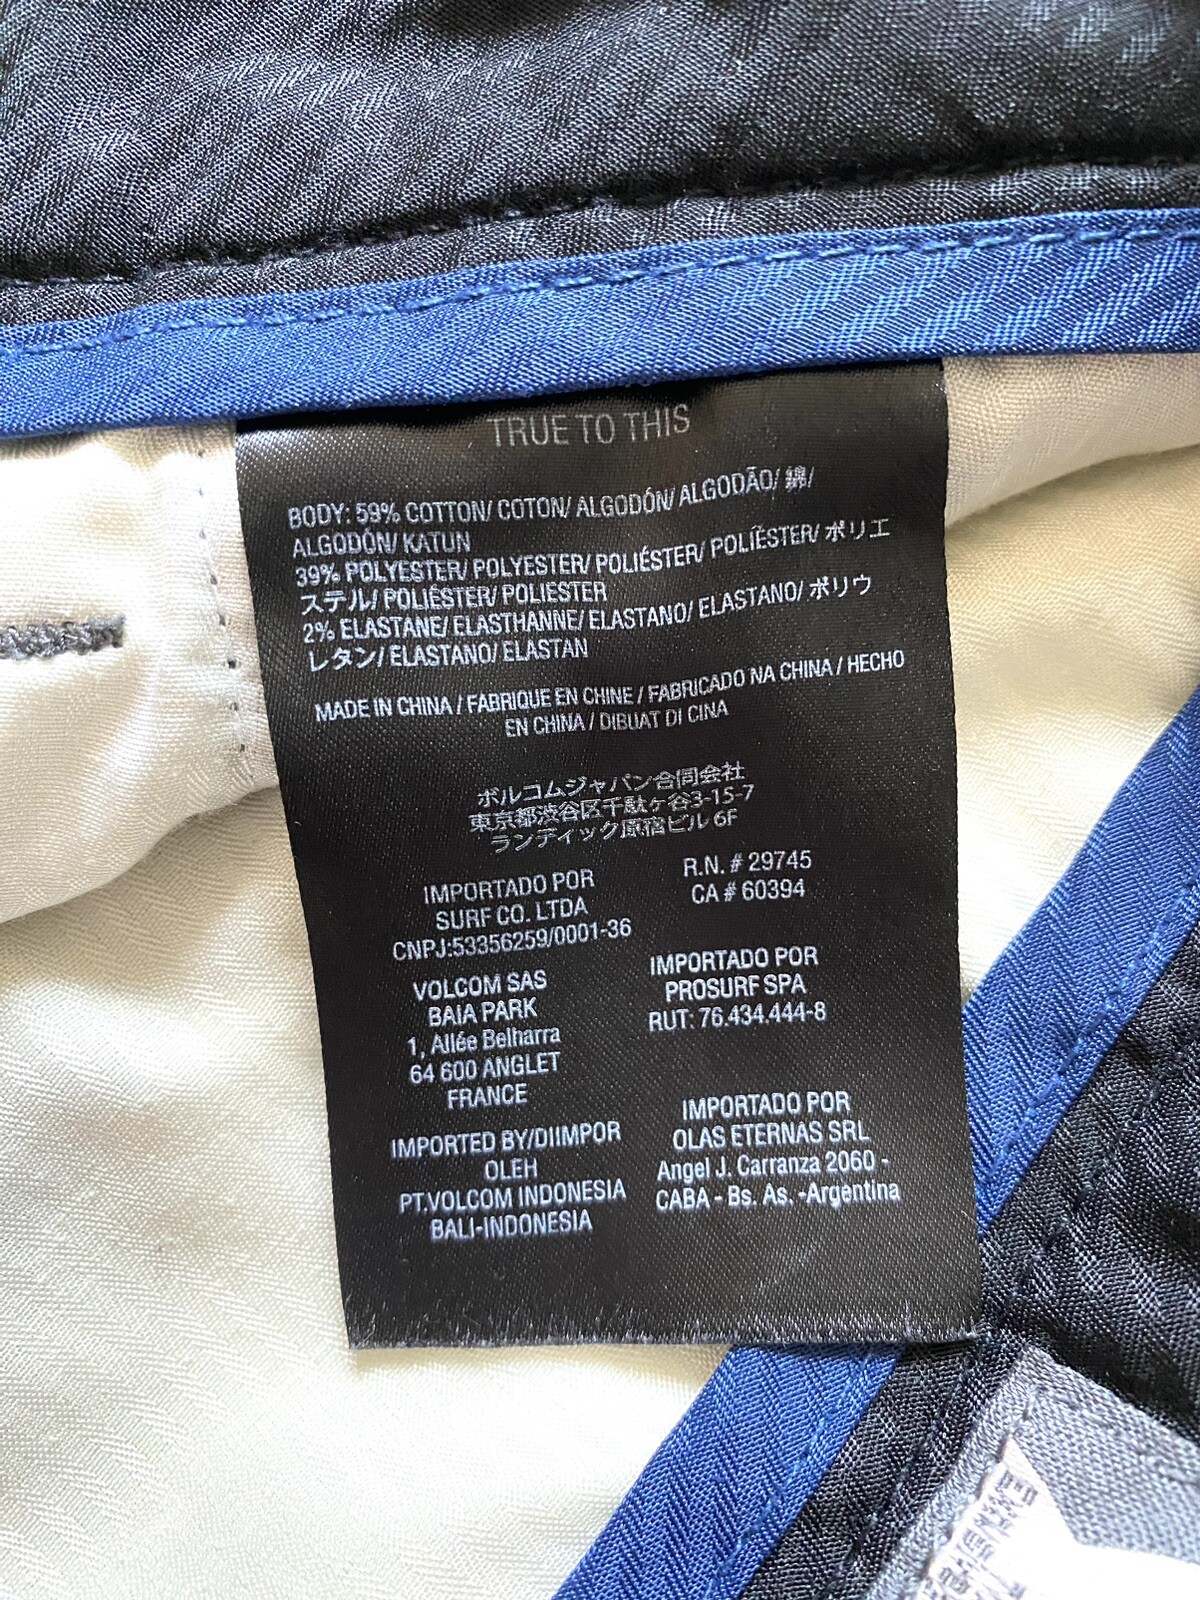 TRUE TO THIS
BODY: 59% COTTON/ COTON/ ALGODÓN/ ALGODÃO/ 綿/
ALGODÓN/ KATUN
39% POLYESTER/ POLYESTER/ POLIÉSTER/ POLÍESTER/ ポリエ
ステル/ POLIÉSTER/ POLIESTER
2% ELASTANE/ ELASTHANNE/ ELASTANO/ ELASTANO/ ポリウ
レタン/ ELASTANO/ ELASTAN
MADE IN CHINA / FABRIQUE EN CHINE / FABRICADO NA CHINA / HECHO
EN CHINA / DIBUAT DI CINA
ボルコムジャパン合同会社
東京都渋谷区千駄ヶ谷3-15-7
ランディック原宿ビル 6F
IMPORTADO POR
SURF CO. LTDA
CNPJ:53356259/0001-36
R.N. # 29745
CA # 60394
VOLCOM SAS
BAIA PARK
1, Allée Belharra
64 600 ANGLET
FRANCE
IMPORTADO POR
PROSURF SPA
RUT: 76.434.444-8
IMPORTED BY/DIIMPOR
OLEH
PT.VOLCOM INDONESIA
BALI-INDONESIA
IMPORTADO POR
OLAS ETERNAS SRL
Angel J. Carranza 2060 -
CABA - Bs. As. -Argentina